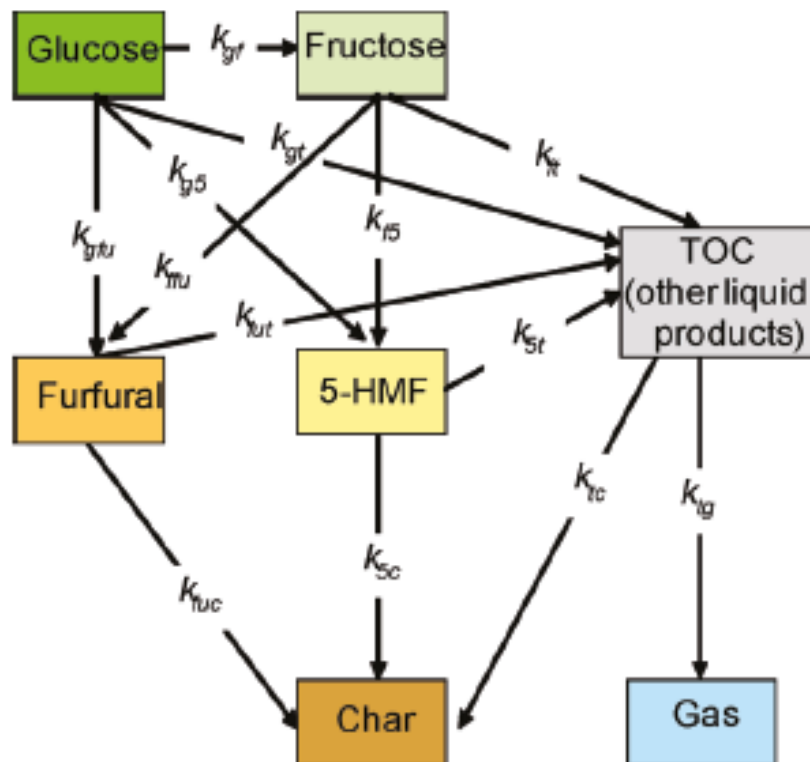 Glucose
k_gf
Fructose
k_gt
k_ft
k_g5
k_f5
k_gfu
k_ffu
TOC
(other liquid
products)
k_fut
k_5t
Furfural
5-HMF
k_tc
k_tg
k_5c
k_fuc
Char
Gas